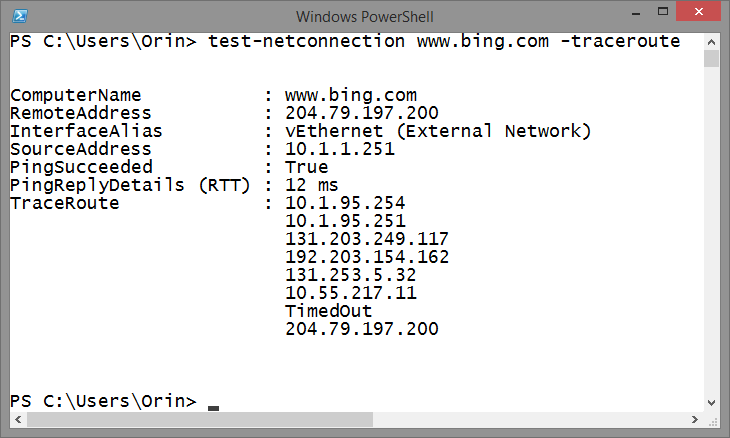 Windows PowerShell
PS C:\Users\Orin> test-netconnection www.bing.com -traceroute
ComputerName : www.bing.com
RemoteAddress : 204.79.197.200
InterfaceAlias : vEthernet (External Network)
SourceAddress : 10.1.1.251
PingSucceeded : True
PingReplyDetails (RTT) : 12 ms
TraceRoute : 10.1.95.254
10.1.95.251
131.203.249.117
192.203.154.162
131.253.5.32
10.55.217.11
TimedOut
204.79.197.200
PS C:\Users\Orin>